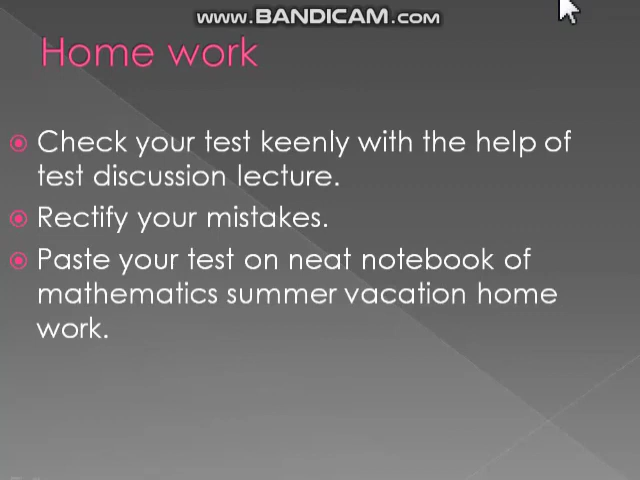 www.BANDICAM.com
Home work
Check your test keenly with the help of
test discussion lecture.
Rectify your mistakes.
Paste your test on neat notebook of
mathematics summer vacation home
work.